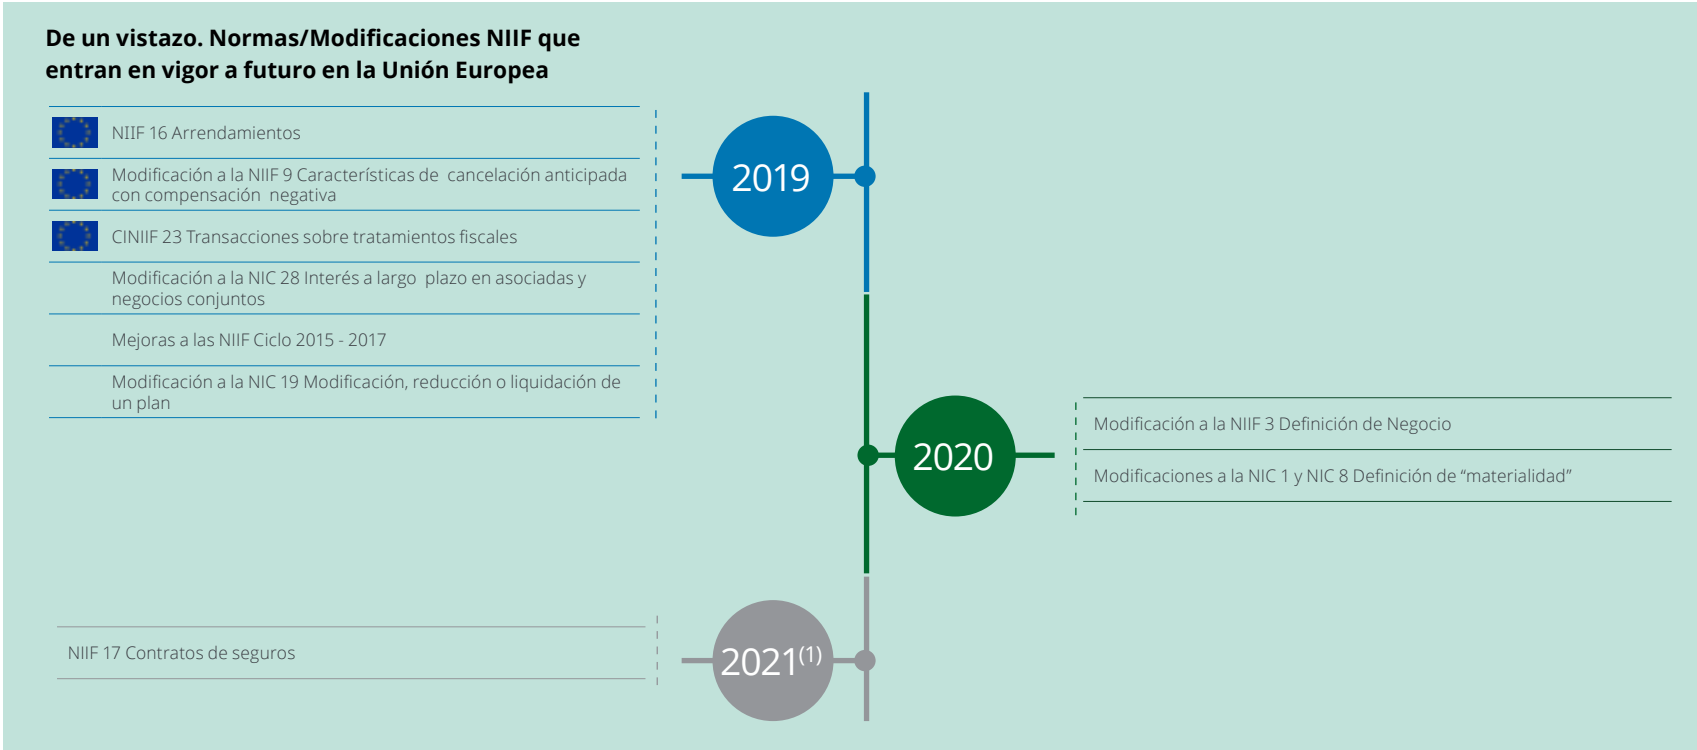 De un vistazo. Normas/Modificaciones NIIF que
entran en vigor a futuro en la Unión Europea
NIIF 16 Arrendamientos
Modificación a la NIIF 9 Características de cancelación anticipada
con compensación negativa
CINIIF 23 Transacciones sobre tratamientos fiscales
Modificación a la NIC 28 Interés a largo plazo en asociadas y
negocios conjuntos
Mejoras a las NIIF Ciclo 2015 - 2017
Modificación a la NIC 19 Modificación, reducción o liquidación de
un plan
2019
2020
Modificación a la NIIF 3 Definición de Negocio
Modificaciones a la NIC 1 y NIC 8 Definición de “materialidad”
NIIF 17 Contratos de seguros
2021(1)